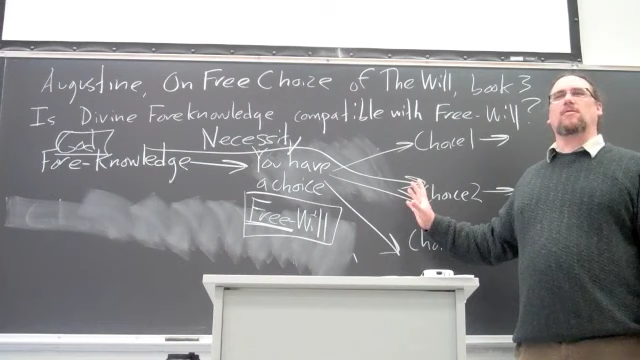 Augustine, On Free Choice of The Will, book 3
Is Divine Foreknowledge compatible with Free-Will?
God,
Necessity
Choice 1
Fore-Knowledge
You have
a choice
Choice 2
Free-Will